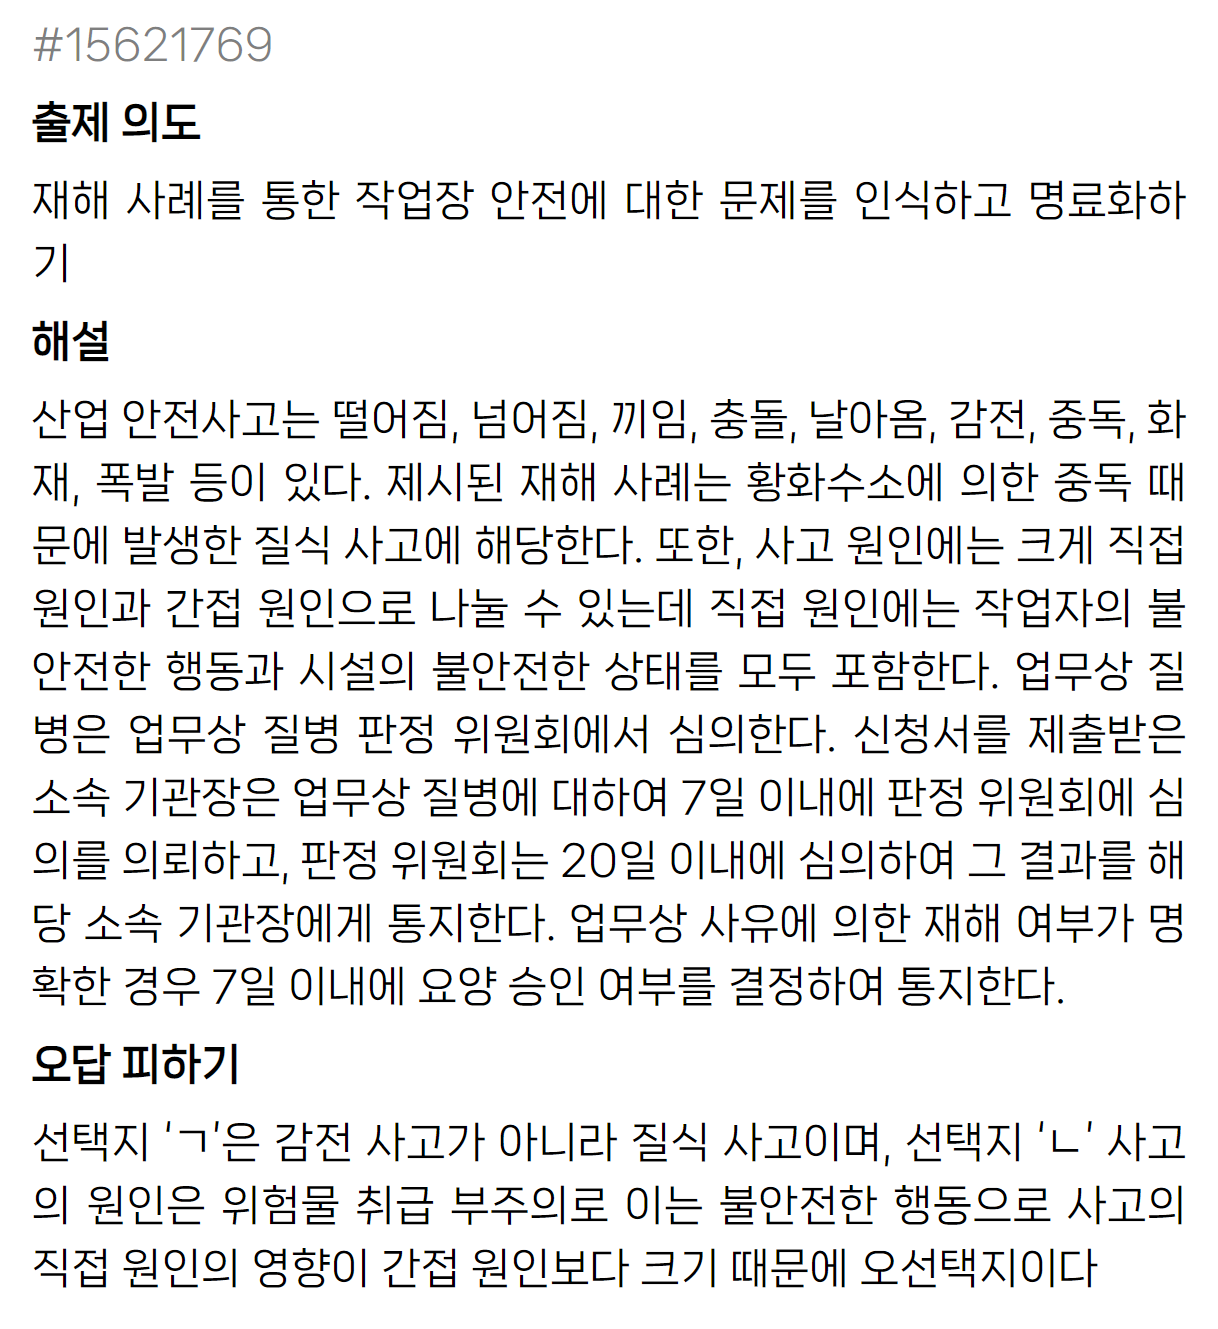 #15621769
출제 의도
재해 사례를 통한 작업장 안전에 대한 문제를 인식하고 명료화하
기
해설
산업 안전사고는 떨어짐, 넘어짐, 끼임, 충돌, 날아옴, 감전, 중독, 화
재, 폭발 등이 있다. 제시된 재해 사례는 황화수소에 의한 중독 때
문에 발생한 질식 사고에 해당한다. 또한, 사고 원인에는 크게 직접
원인과 간접 원인으로 나눌 수 있는데 직접 원인에는 작업자의 불
안전한 행동과 시설의 불안전한 상태를 모두 포함한다. 업무상 질
병은 업무상 질병 판정 위원회에서 심의한다. 신청서를 제출받은
소속 기관장은 업무상 질병에 대하여 7일 이내에 판정 위원회에 심
의를 의뢰하고, 판정 위원회는 20일 이내에 심의하여 그 결과를 해
당 소속 기관장에게 통지한다. 업무상 사유에 의한 재해 여부가 명
확한 경우 7일 이내에 요양 승인 여부를 결정하여 통지한다.
오답 피하기
선택지 ‘ㄱ’은 감전 사고가 아니라 질식 사고이며, 선택지 ‘ㄴ’ 사고
의 원인은 위험물 취급 부주의로 이는 불안전한 행동으로 사고의
직접 원인의 영향이 간접 원인보다 크기 때문에 오선택지이다